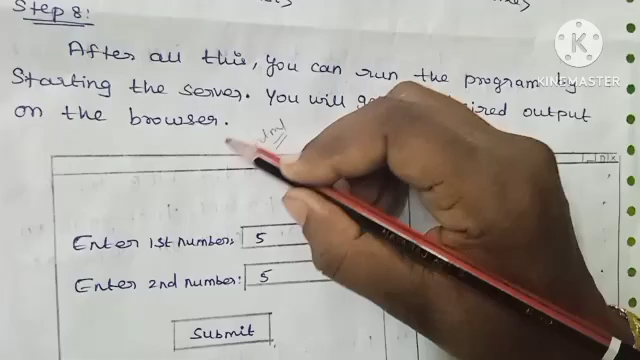 Step 8:
After all this, you can run the program by
Starting the server. You will output
on the browser.
KINEMASTER
Enter 1st number: 5
Enter 2nd number: 5
Submit